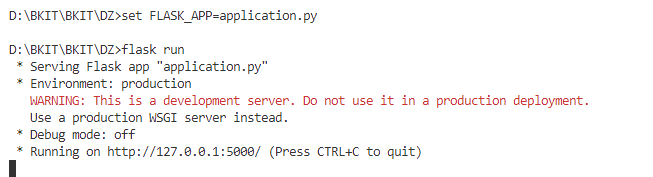 D:\BKIT\BKIT\DZ>set FLASK_APP=application.py
D:\BKIT\BKIT\DZ>flask run
* Serving Flask app "application.py"
* Environment: production
WARNING: This is a development server. Do not use it in a production deployment.
Use a production WSGI server instead.
* Debug mode: off
* Running on http://127.0.0.1:5000/ (Press CTRL+C to quit)